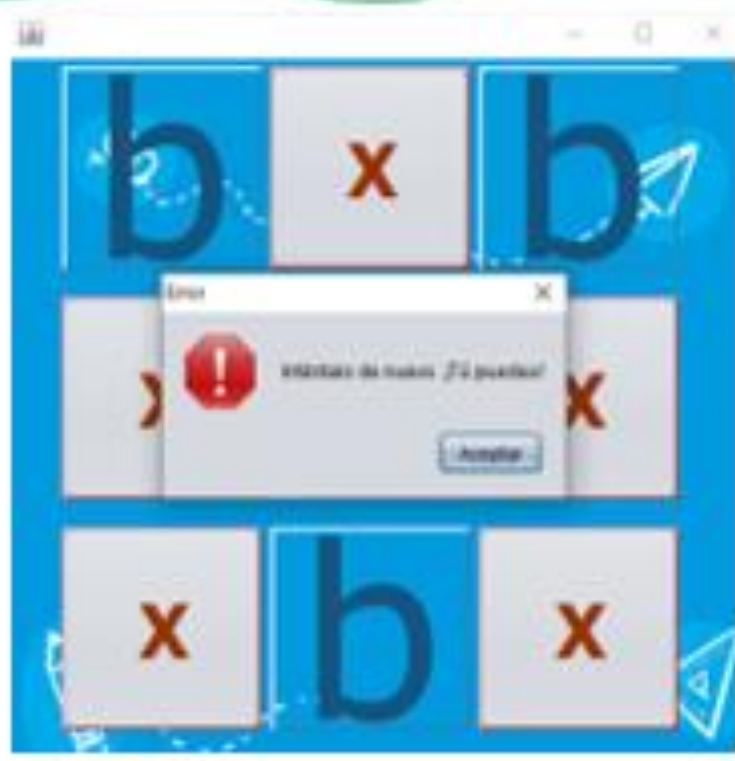 b x b
Error
x
Inténtalo de nuevo ¡Tú puedes!
Aceptar
x b x